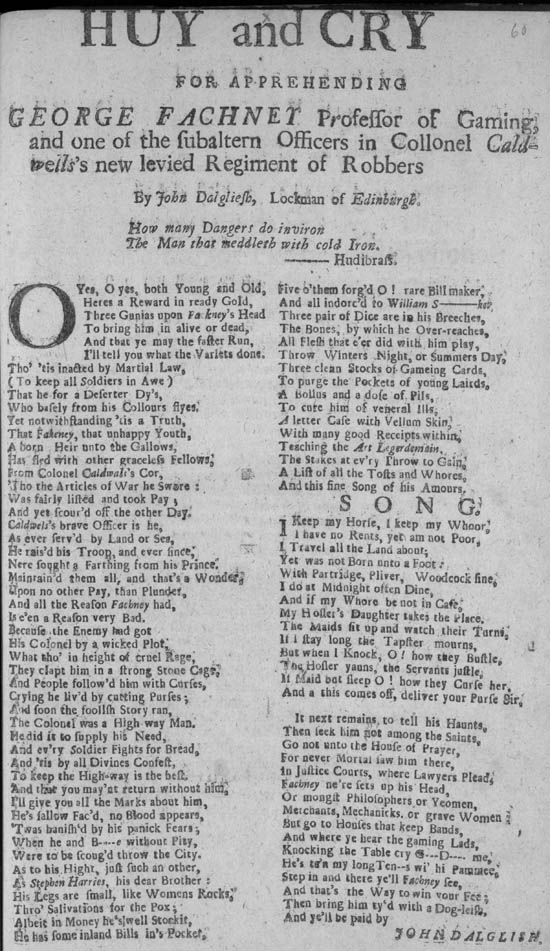 60
HUY and CRY
FOR APPREHENDING
GEORGE FACHNEY Professor of Gaming,
and one of the subaltern Officers in Collonel Cald-
wells's new levied Regiment of Robbers
By John Dalgliesh, Lockman of Edinburgh.
How many Dangers do inviron
The Man that meddleth with cold Iron.
——— Hudibrass.
O Yes, O yes, both Young and Old,
Heres a Reward in ready Gold,
Three Gunias upon Fackney's Head
To bring him in alive or dead,
And that ye may the faster Run,
I'll tell you what the Varlets done.
Tho' 'tis inacted by Martial Law,
( To keep all Soldiers in Awe )
That he for a Deserter Dy's,
Who basely from his Collours flyes.
Yet notwithstanding 'tis a Truth,
That Fakeney, that unhappy Youth,
A born Heir unto the Gallows,
Has fled with other graceless Fellows,
From Colonel Caldwall's Cor,
Tho the Articles of War he Swore:
Was fairly listed and took Pay ;
And yet scour'd off the other Day.
Caldwels's brave Officer is he,
As ever serv'd by Land or Sea,
He rais'd his Troop, and ever since,
Nere sought a Farthing from his Prince.
Maintain'd them all, and that's a Wonder,
Upon no other Pay, than Plunder,
And all the Reason Fachney had,
Is e'en a Reason very Bad.
Because the Enemy had got
His Colonel by a wicked Plot,
What tho' in height of cruel Rage,
They clapt him in a strong Stone Cage,
And People follow'd him with Curses,
Crying he liv'd by cutting Purses ;
And soon the foolish Story ran,
The Colonel was a High-way Man.
He did it to supply his Need,
And ev'ry Soldier Fights for Bread,
And 'tis by all Divines Confest,
To keep the High-way is the best.
And that you may'nt return without him,
I'll give you all the Marks about him,
He's sallow Fac'd, no Blood appears,
'Twas banish'd by his panick Fears ;
When he and B----e without Pity,
Were to be scoug'd throw the City.
As to his Hight, just such an other,
As Stephen Harries, his dear Brother :
His Legs are small, like Womens Rocks,
Thro' Salivations for the Pox ;
Albeit in Money he's well Stockit,
He has some inland Bills in's Pocket,
Five o'them forg'd O ! rare Bill maker,
And all indorc'd to William S———ker
Three pair of Dice are in his Breeches,
The Bones, by which he Over-reaches,
All Flesh that e'er did with him play,
Throw Winters Night, or Summers Day,
Three clean Stocks of Gameing Cards,
To purge the Pockets of young Lairds,
A Bollus and a dose of Pils,
To cure him of veneral Ills,
A letter Case with Vellum Skin,
With many good Receipts within,
Teaching the Art Legerdemain,
The Stakes at ev'ry Throw to Gain,
A List of all the Tosts and Whores,
And this fine Song of his Amours,
SONG.
I Keep my Horse, I keep my Whoor,
I have no Rents, yet am not Poor,
I Travel all the Land about,
Yet was not Born unto a Foot :
With Partridge, Pliver, Woodcock fine,
I do at Midnight often Dine,
And if my Whore be not in Case,
My Hostler's Daughter takes the Place.
The Maids sit up and watch their Turns,
If I stay long the Tapster mourns,
But when I Knock, O ! how they Bustle,
The Hosler yauns, the Servants justle,
If Maid but sleep O ! how they Curse her,
And a this comes off, deliver your Purse Sir,
It next remains, to tell his Haunts,
Then seek him not among the Saints,
Go not unto the House of Prayer,
For never Mortal saw him there,
In Justice Courts, where Lawyers Plead,
Fachney ne're sets up his Head,
Or mongst Philosophers, or Yeomen,
Merchants, Mechanicks, or grave Women :
But go to Houses that keep Bands,
And where ye hear the gaming Lads,
Knocking the Table cry G---D---- me,
He's ta'n my long Ten--s wi' hi Pammee,
Step in and there ye'll Fachney see,
And that's the Way to win your Fee ;
Then bring him ty'd with a Dog-leish,
And ye'll be paid by
JOHN DALGLISH